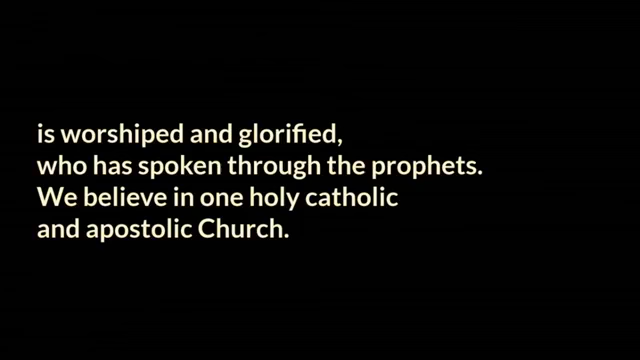 is worshiped and glorified,
who has spoken through the prophets.
We believe in one holy catholic
and apostolic Church.